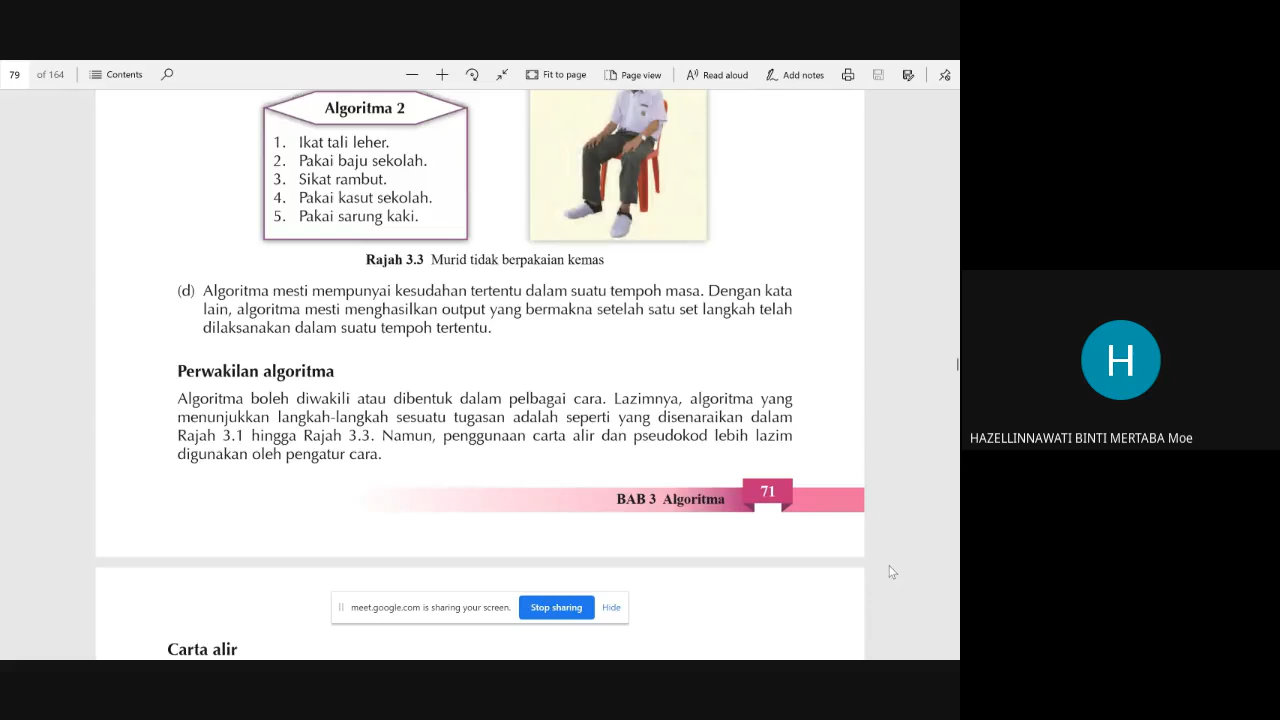 79 of 164 Contents Fit to page Page view Read aloud Add notes
Algoritma 2
1. Ikat tali leher.
2. Pakai baju sekolah.
3. Sikat rambut.
4. Pakai kasut sekolah.
5. Pakai sarung kaki.
Rajah 3.3 Murid tidak berpakaian kemas
(d) Algoritma mesti mempunyai kesudahan tertentu dalam suatu tempoh masa. Dengan kata
lain, algoritma mesti menghasilkan output yang bermakna setelah satu set langkah telah
dilaksanakan dalam suatu tempoh tertentu.
Perwakilan algoritma
Algoritma boleh diwakili atau dibentuk dalam pelbagai cara. Lazimnya, algoritma yang
menunjukkan langkah-langkah sesuatu tugasan adalah seperti yang disenaraikan dalam
Rajah 3.1 hingga Rajah 3.3. Namun, penggunaan carta alir dan pseudokod lebih lazim
digunakan oleh pengatur cara.
BAB 3 Algoritma 71
meet.google.com is sharing your screen. Stop sharing Hide
Carta alir
H
HAZELLINNAWATI BINTI MERTABA Moe